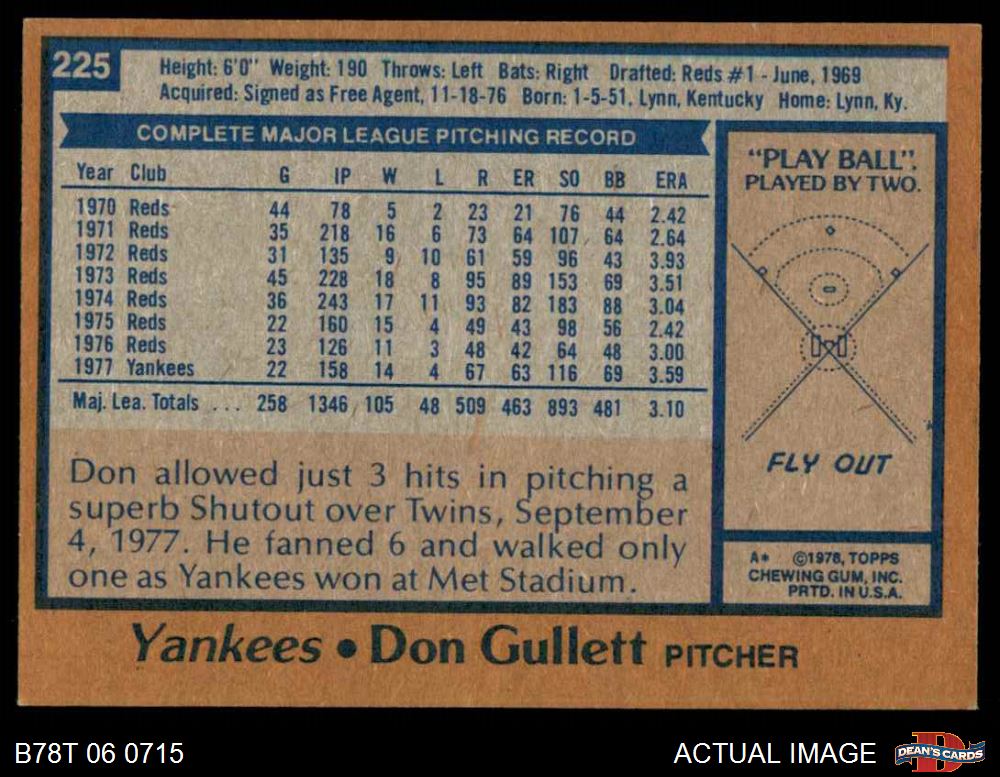 225
Height: 6'0" Weight: 190 Throws: Left Bats: Right Drafted: Reds #1 - June, 1969
Acquired: Signed as Free Agent, 11-18-76 Born: 1-5-51, Lynn, Kentucky Home: Lynn, Ky.
COMPLETE MAJOR LEAGUE PITCHING RECORD
Year Club G IP W L R ER SO BB ERA
1970 Reds 44 78 5 2 23 21 76 44 2.42
1971 Reds 35 218 16 6 73 64 107 64 2.64
1972 Reds 31 135 9 10 61 59 96 43 3.93
1973 Reds 45 228 18 8 95 89 153 69 3.51
1974 Reds 36 243 17 11 93 82 183 88 3.04
1975 Reds 22 160 15 4 49 43 98 56 2.42
1976 Reds 23 126 11 3 48 42 64 48 3.00
1977 Yankees 22 158 14 4 67 63 116 69 3.59
Maj. Lea. Totals ... 258 1346 105 48 509 463 893 481 3.10
Don allowed just 3 hits in pitching a
superb Shutout over Twins, September
4, 1977. He fanned 6 and walked only
one as Yankees won at Met Stadium.
"PLAY BALL",
PLAYED BY TWO.
FLY OUT
A* ©1978, TOPPS
CHEWING GUM, INC.
PRTD. IN U.S.A.
Yankees • Don Gullett PITCHER
B78T 06 0715
ACTUAL IMAGE
DEAN'S CARDS